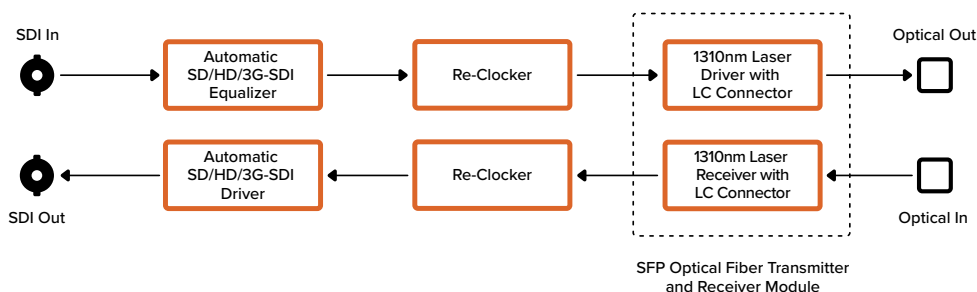 SDI In
Automatic
SD/HD/3G-SDI
Equalizer
Re-Clocker
1310nm Laser
Driver with
LC Connector
Optical Out
Automatic
SD/HD/3G-SDI
Driver
Re-Clocker
1310nm Laser
Receiver with
LC Connector
SDI Out
Optical In
SFP Optical Fiber Transmitter
and Receiver Module